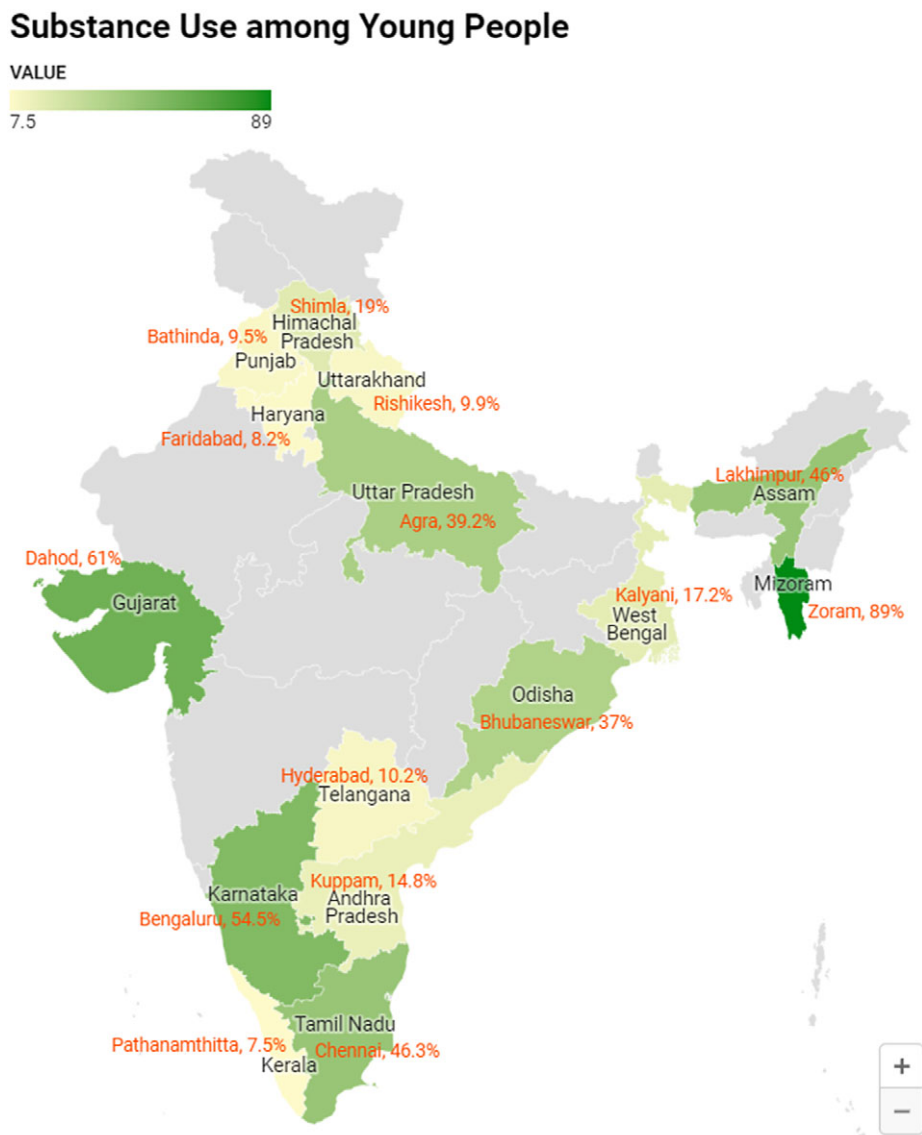 Substance Use among Young People
VALUE
7.5 89
Shimla, 19%
Himachal
Pradesh
Bathinda, 9.5%
Punjab
Uttarakhand
Rishikesh, 9.9%
Haryana
Faridabad, 8.2%
Lakhimpur, 46%
Assam
Uttar Pradesh
Agra, 39.2%
Dahod, 61%
Gujarat
Mizoram
Zoram, 89%
Kalyani, 17.2%
West
Bengal
Odisha
Bhubaneswar, 37%
Hyderabad, 10.2%
Telangana
Kuppam, 14.8%
Andhra
Pradesh
Karnataka
Bengaluru, 54.5%
Tamil Nadu
Chennai, 46.3%
Pathanamthitta, 7.5%
Kerala
+
−